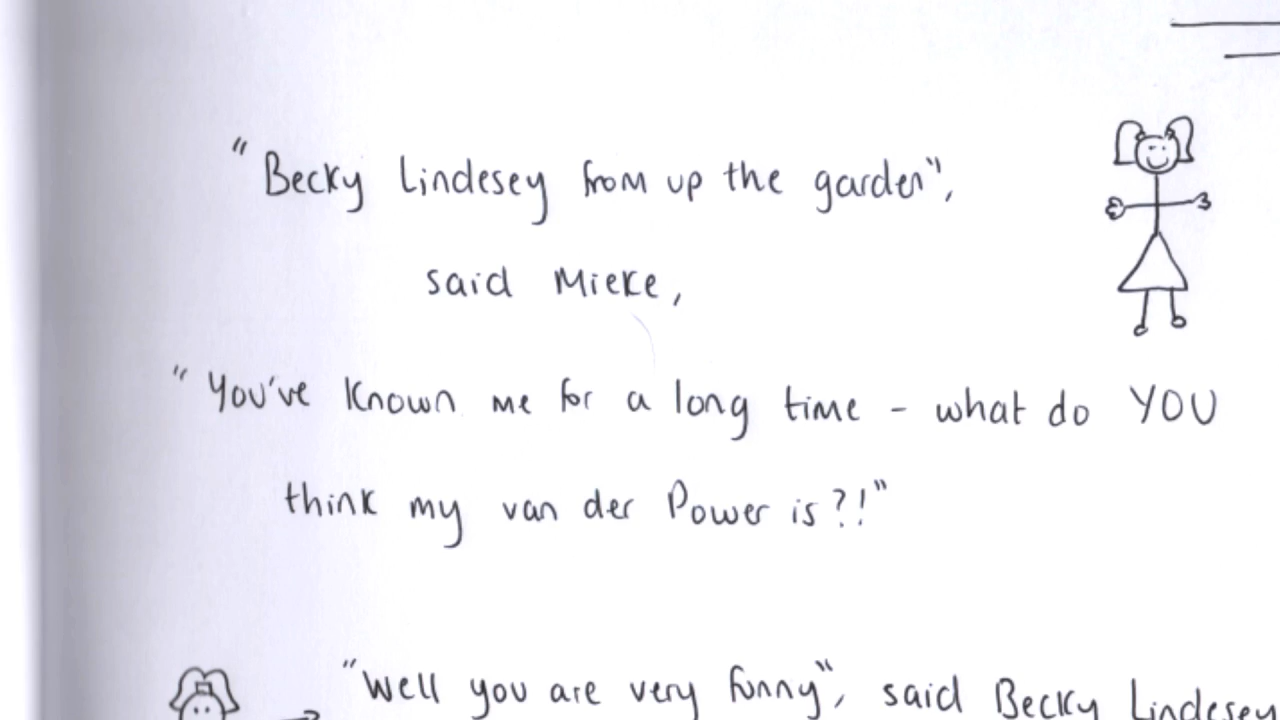 "Becky Lindesey from up the garden",
said Mieke,
"You've known me for a long time - what do YOU
think my van der Power is?!"
"Well you are very funny", said Becky Lindesey